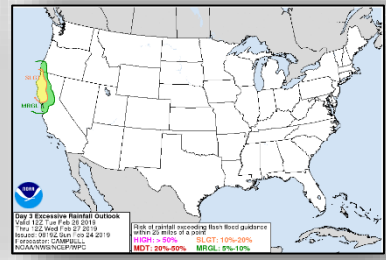 SLGT
MRGL
NOAA
Day 3 Excessive Rainfall Outlook
Valid 12Z Tue Feb 26 2019
Thru 12Z Wed Feb 27 2019
Issued: 0819Z Sun Feb 24 2019
Forecaster: CAMPBELL
NOAA/NWS/NCEP/WPC
Risk of rainfall exceeding flash flood guidance
within 25 miles of a point
HIGH: > 50% SLGT: 10%-20%
MDT: 20%-50% MRGL: 5%-10%